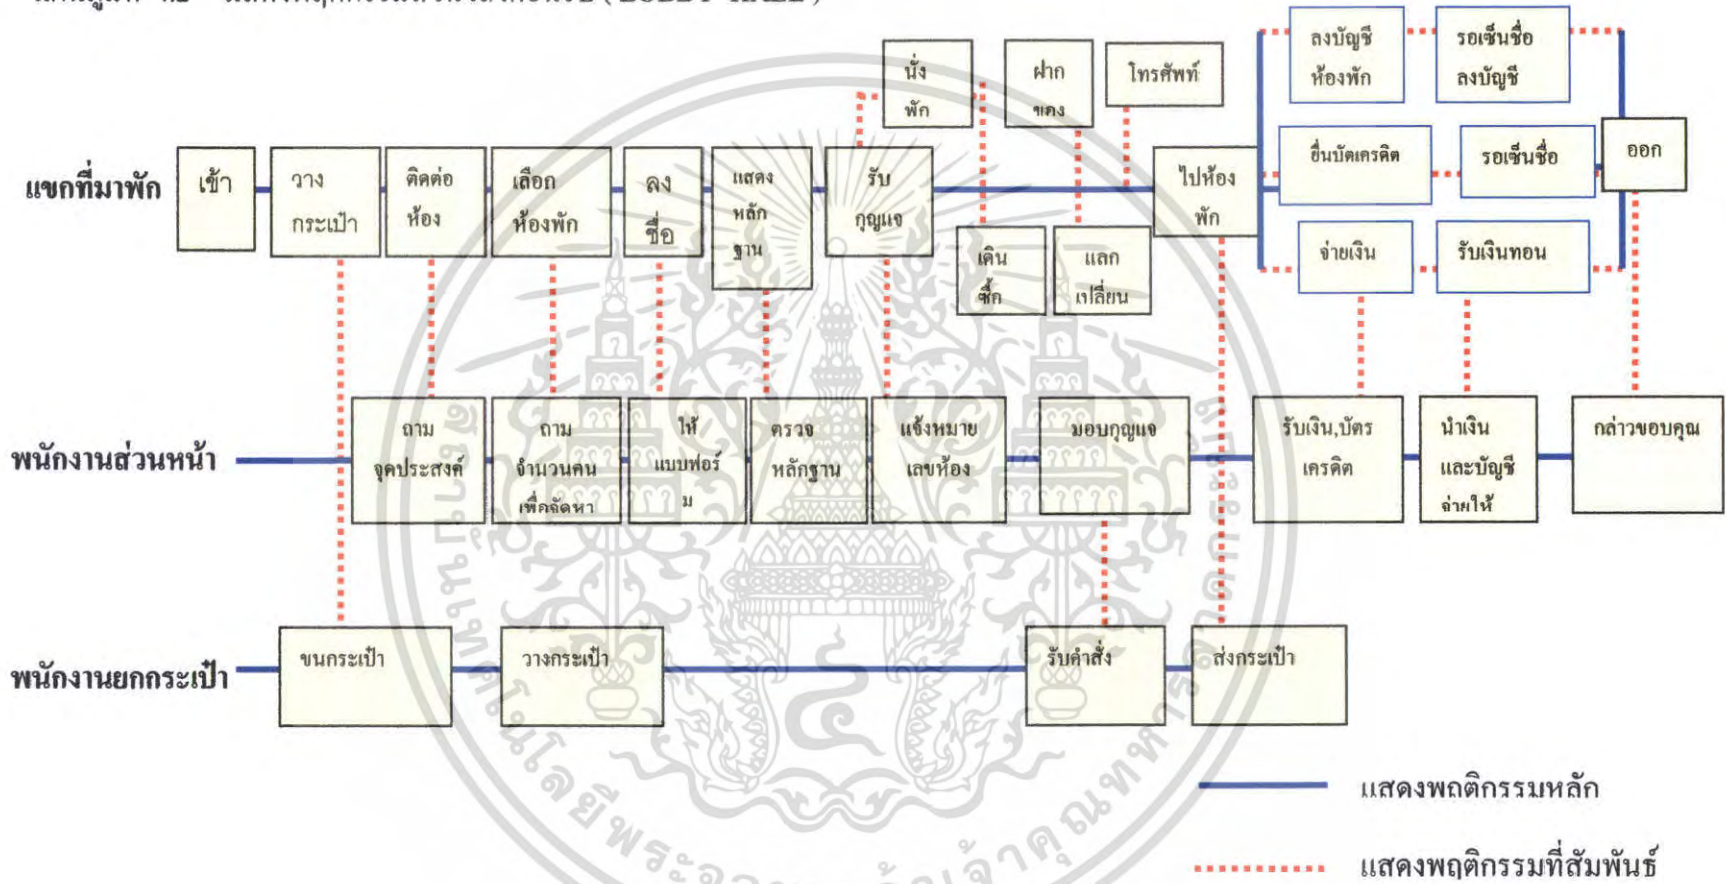 แสดงพฤติกรรมส่วน
( LOBBY HALL )
นั่ง
พัก
ฝาก
ของ
โทรศัพท์
ลงบัญชี
ห้องพัก
รอเซ็นชื่อ
ลงบัญชี
แขกที่มาพัก
เข้า
วาง
กระเป๋า
ติดต่อ
ห้อง
เลือก
ห้องพัก
ลง
ชื่อ
แสดง
หลัก
ฐาน
รับ
กุญแจ
ไปห้อง
พัก
ยื่นบัตเครดิต
รอเซ็นชื่อ
ออก
เดิน
ซัก
แลก
เปลี่ยน
จ่ายเงิน
รับเงินทอน
พนักงานส่วนหน้า
ถาม
จุดประสงค์
ถาม
จำนวนคน
เพื่อจัดหา
ให้
แบบฟอร์
ม
ตรวจ
หลักฐาน
แจ้งหมาย
เลขห้อง
มอบกุญแจ
รับเงิน,บัตร
เครดิต
นำเงิน
และบัญชี
จ่ายให้
กล่าวขอบคุณ
พนักงานยกกระเป๋า
ขนกระเป๋า
วางกระเป๋า
รับคำสั่ง
ส่งกระเป๋า
แสดงพฤติกรรมหลัก
แสดงพฤติกรรมที่สัมพันธ์